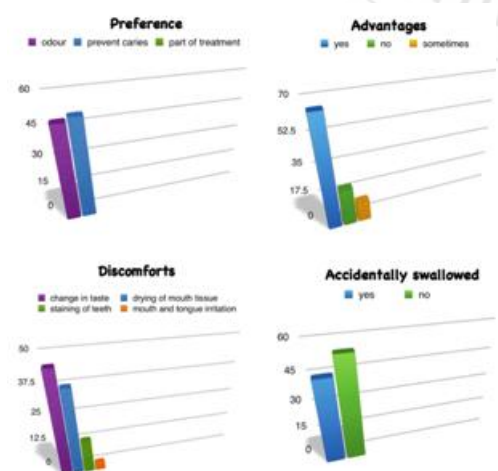 Preference
odour prevent caries part of treatment
60
45
30
15
0
Advantages
yes no sometimes
70
52.5
35
17.5
0
Discomforts
change in taste drying of mouth tissue
staining of teeth mouth and tongue irritation
50
37.5
25
12.5
0
Accidentally swallowed
yes no
60
45
30
15
0